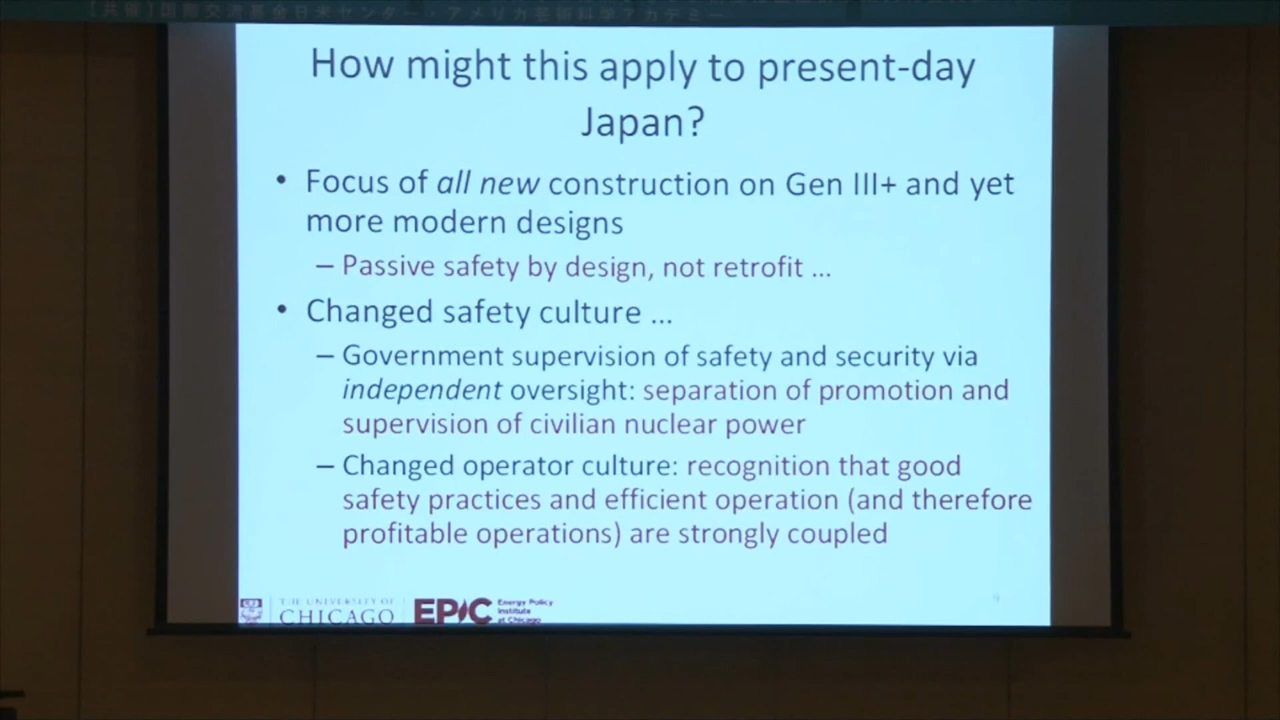 【共催】国際交流基金日米センター・アメリカ芸術科学アカデミー
How might this apply to present-day
Japan?
• Focus of all new construction on Gen III+ and yet
more modern designs
– Passive safety by design, not retrofit ...
• Changed safety culture ...
– Government supervision of safety and security via
independent oversight: separation of promotion and
supervision of civilian nuclear power
– Changed operator culture: recognition that good
safety practices and efficient operation (and therefore
profitable operations) are strongly coupled
9
THE UNIVERSITY OF
CHICAGO
EPIC
Energy Policy
Institute
at Chicago